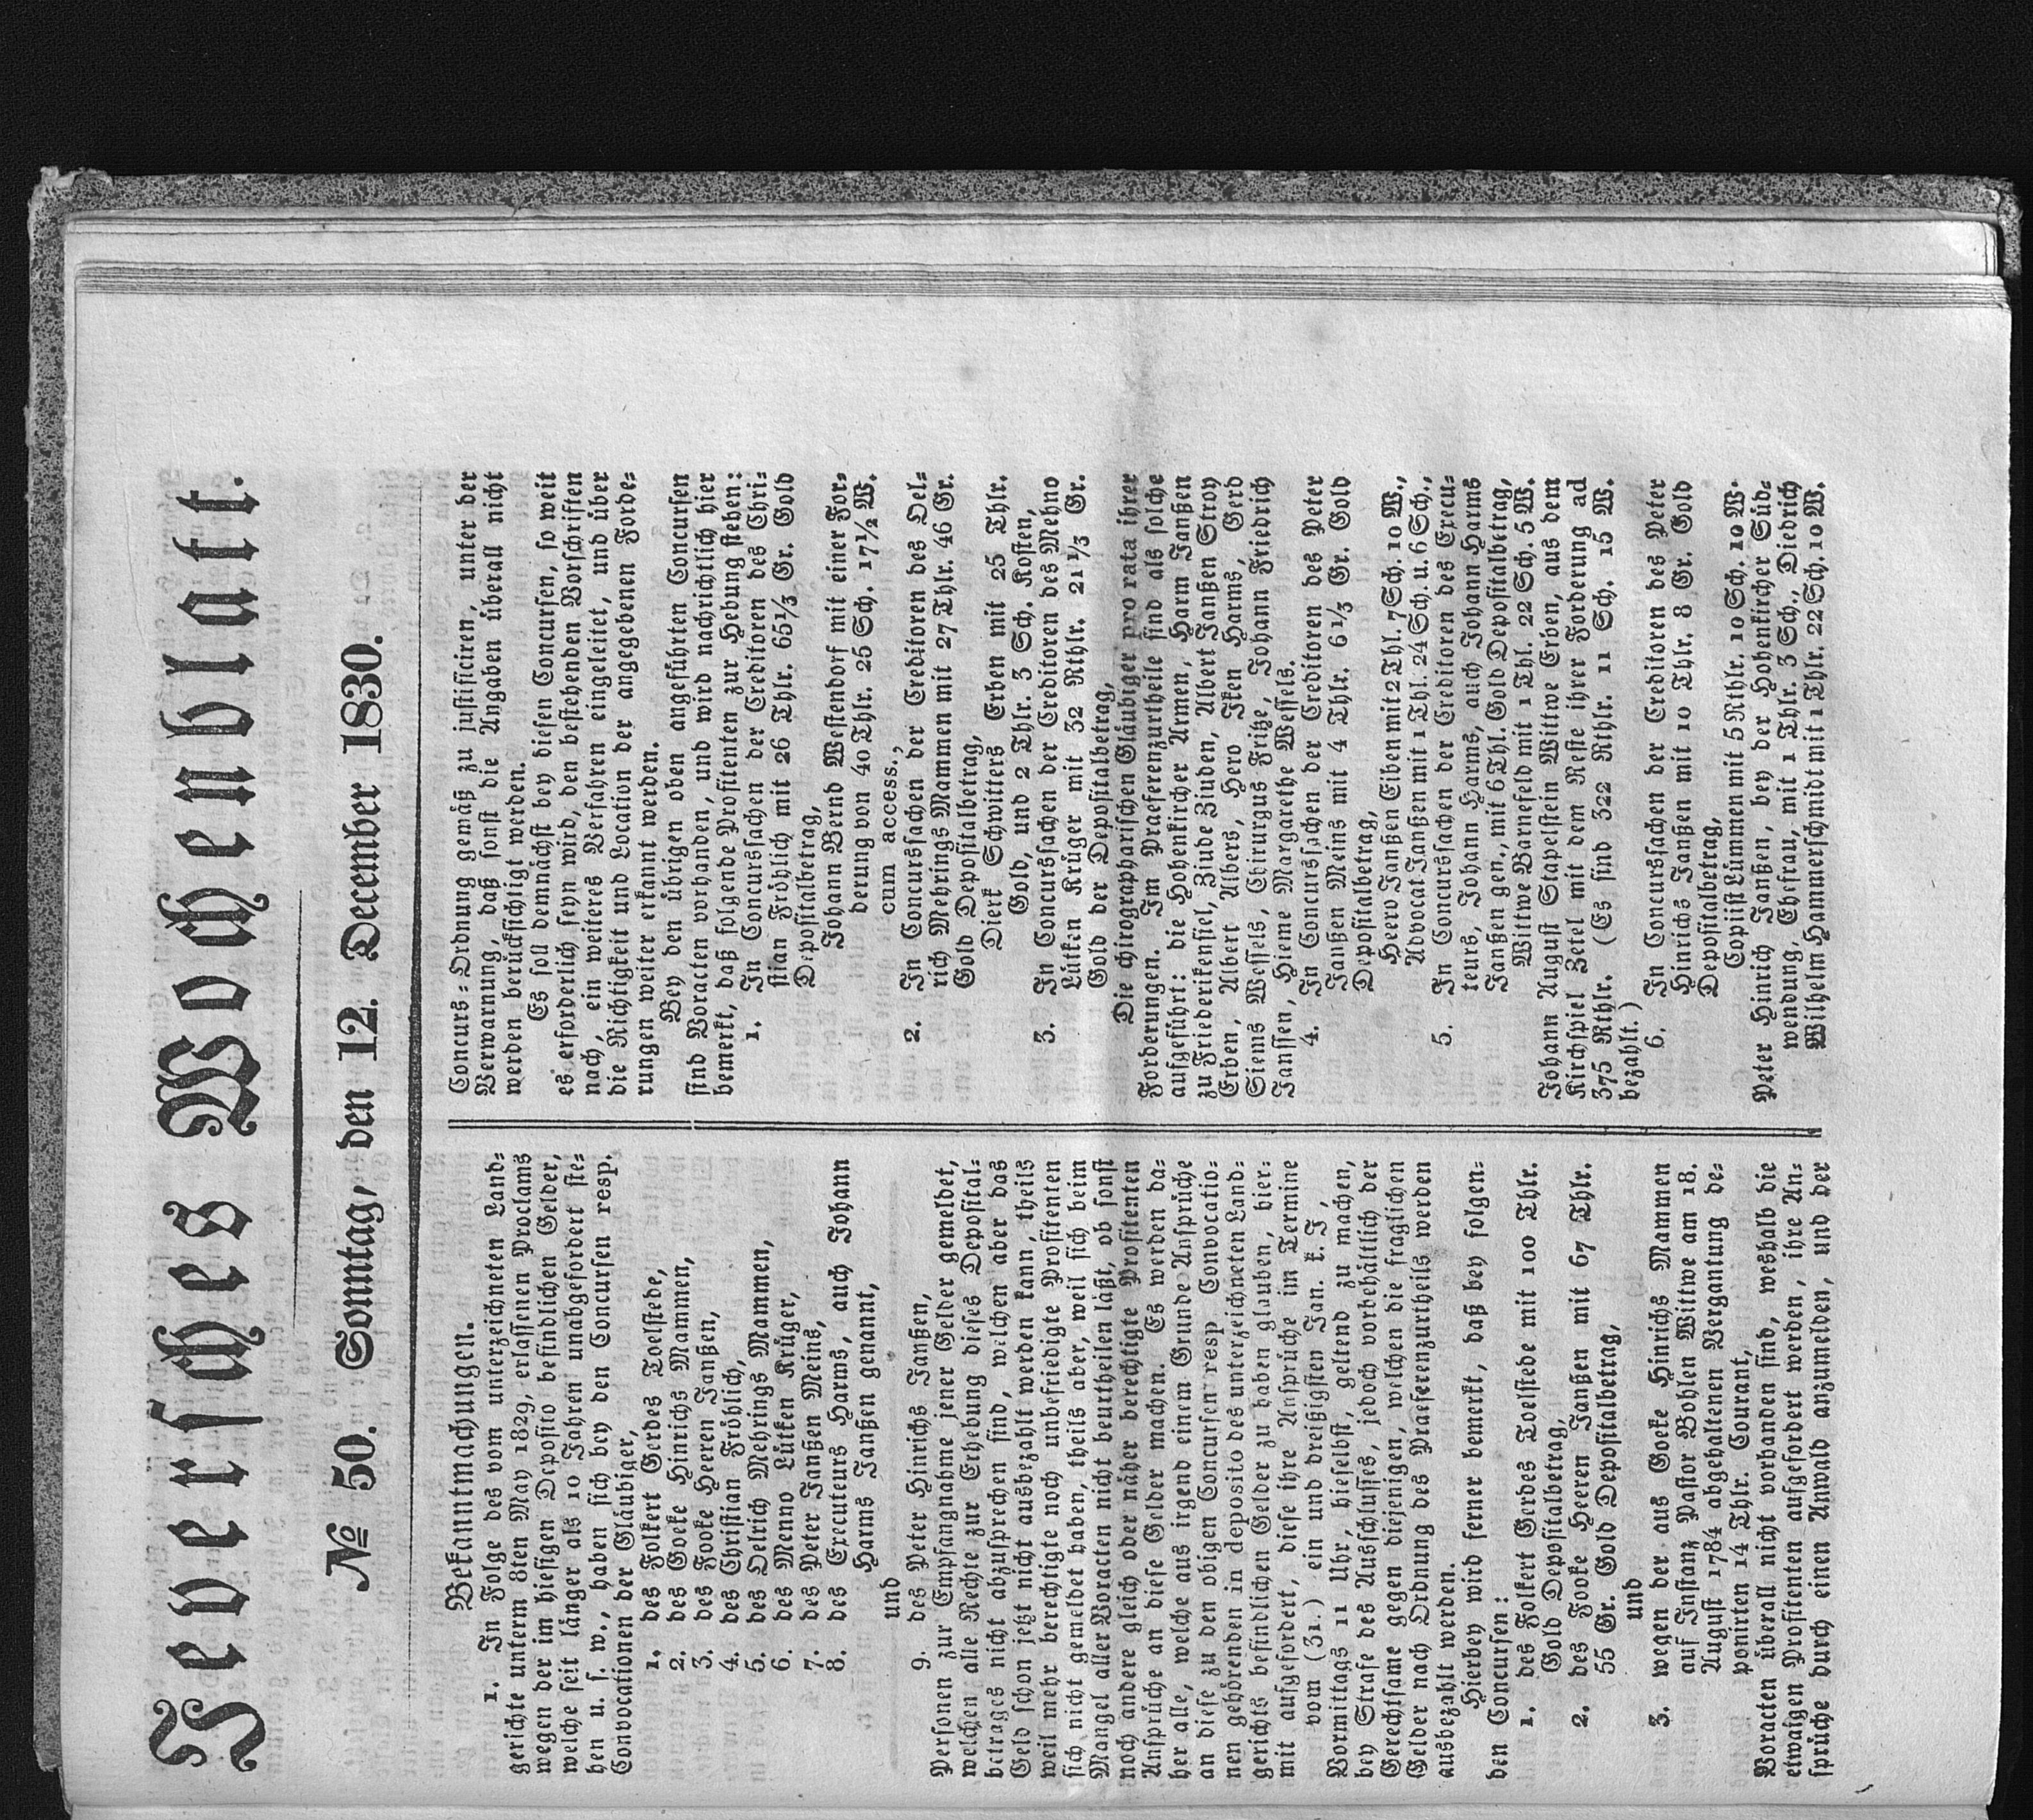 Jeversches Wochenblatt.
№ 50. Sonntag, den 12. December 1830.
Bekanntmachungen.
1. In Folge des vom unterzeichneten Land-
gerichte unterm 8ten May 1829, erlassenen Proclams
wegen der im hiesigen Deposito befindlichen Gelder,
welche seit länger als 10 Jahren unabgefordert ste-
hen u. s. w., haben sich bey den Concursen resp.
Convocationen der Gläubiger,
1. des Folkert Gerdes Toelstede,
2. des Goeke Hinrichs Mammen,
3. des Fooke Heeren Janßen,
4. des Christian Fröhlich,
5. des Oelrich Mehrings Mammen,
6. des Menno Lütken Krüger,
7. des Peter Janßen Meins,
8. des Executeurs Harms, auch Johann
Harms Janßen genannt,
und
9. des Peter Hinrichs Janßen,
Personen zur Empfangnahme jener Gelder gemeldet,
welchen alle Rechte zur Erhebung dieses Deposital-
betrages nicht abzusprechen sind, wilchen aber das
Geld schon jetzt nicht ausbezahlt werden kann, theils
weil mehr berechtigte noch unbefriedigte Profitenten
sich nicht gemeldet haben, theils aber, weil sich beim
Mangel aller Voracten nicht beurtheilen läßt, ob sonst
noch andere gleich oder näher berechtigte Profitenten
Ansprüche an diese Gelder machen. Es werden da-
her alle, welche aus irgend einem Grunde Ansprüche
an diese zu den obigen Concursen resp Convocatio-
nen gehörenden in deposito des unterzeichneten Land-
gerichts befindlichen Gelder zu haben glauben, hier-
mit aufgefordert, diese ihre Ansprüche im Termine
vom (31.) ein und dreißigsten Jan. k. J,
Vormittags 11 Uhr, hieselbst, geltend zu machen,
bey Strafe des Ausschlusses, jedoch vorbehältlich der
Gerechtsame gegen diejenigen, welchen die fraglichen
Gelder nach Ordnung des Praeferenzurtheils werden
ausbezahlt werden.
Hierbey wird ferner bemerkt, daß bey folgen-
den Concursen:
1. des Folkert Gerdes Toelstede mit 100 Thlr.
Gold Depositalbetrag,
2. des Fooke Heeren Janßen mit 67 Thlr.
55 Gr. Gold Depositalbetrag,
und
3. wegen der aus Goeke Hinrichs Mammen
auf Instanz Pastor Wohlen Wittwe am 18.
August 1784 abgehaltenen Vergantung de-
ponirten 14 Thlr. Courant,
Voracten überall nicht vorhanden sind, weshalb die
etwaigen Profitenten aufgefordert werden, ihre An-
sprüche durch einen Anwald anzumelden, und der
Concurs-Ordnung gemäß zu justificiren, unter der
Verwarnung, daß sonst die Angaben überall nicht
werden berücksichtigt werden.
Es soll demnächst bey diesen Concursen, so weit
es erforderlich seyn wird, den bestehenden Vorschriften
nach, ein weiteres Verfahren eingeleitet, und über
die Richtigkeit und Location der angegebenen Forde-
rungen weiter erkannt werden.
Bey den übrigen oben angeführten Concursen
sind Voracten vorhanden, und wird nachrichtlich hier
bemerkt, daß folgende Profitenten zur Hebung stehen:
1. In Concurssachen der Creditoren des Chri-
stian Fröhlich mit 26 Thlr. 65⅓ Gr. Gold
Depositalbetrag,
Johann Bernd Westendorf mit einer For-
derung von 40 Thlr. 25 Sch. 17½ W.
cum access.,
2. In Concurssachen der Creditoren des Oel-
rich Mehrings Mammen mit 27 Thlr. 46 Gr.
Gold Depositalbetrag,
Dierk Schwitters Erben mit 25 Thlr.
Gold, und 2 Thlr. 3 Sch. Kosten,
3. In Concurssachen der Creditoren des Mehno
Lütken Krüger mit 32 Rthlr. 21⅓ Gr.
Gold der Depositalbetrag,
Die chirographarischen Gläubiger pro rata ihrer
Forderungen. Im Praeferenzurtheile sind als solche
aufgeführt: die Hohenkircher Armen, Harm Janßen
zu Friederikensiel, Ziude Ziuden, Albert Janßen Stroy
Erben, Albert Albers, Hero, Iken Harms, Gerd
Siems Wessels, Chirurgus Fritze, Johann Friedrich
Janssen, Hieme Margarethe Wessels.
4. In Concurssachen der Creditoren des Peter
Janßen Meins mit 4 Thlr. 6⅓ Gr. Gold
Depositalbetrag,
Heero Janßen Eiben mit 2 Thl. 7 Sch. 10 W.,
Advocat Janßen mit 1 Thl. 24 Sch. u. 6 Sch.,
5. In Concurssachen der Creditoren des Execu-
teurs, Johann Harms, auch Johann Harms
Janßen gen., mit 6 Thl. Gold Depositalbetrag,
Wittwe Barnefeld mit 1 Thl. 22 Sch. 5 W.
Johann August Stapelstein Wittwe Erben, aus dem
Kirchspiel Zetel mit dem Reste ihrer Forderung ad
375 Rthlr. (Es sind 322 Rthlr. 11 Sch. 15 W.
bezahlt.)
6. In Concurssachen der Creditoren des Peter
Hinrichs Janßen mit 10 Thlr. 8 Gr. Gold
Depositalbetrag,
Copiist Lümmen mit 5 Rthlr. 10 Sch. 10 W.
Peter Hinrich Janßen, bey der Hohenkircher Süd-
wendung, Ehefrau, mit 1 Thlr. 3 Sch., Diedrich
Wilhelm Hammerschmidt mit 1 Thlr. 22 Sch. 10 W.